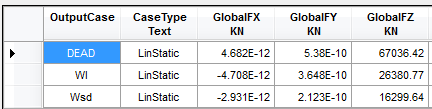 OutputCase CaseType Text GlobalFX KN GlobalFY KN GlobalFZ KN
DEAD LinStatic 4.682E-12 5.38E-10 67036.42
Wl LinStatic -4.708E-12 3.648E-10 26380.77
Wsd LinStatic -2.931E-12 2.123E-10 16299.64